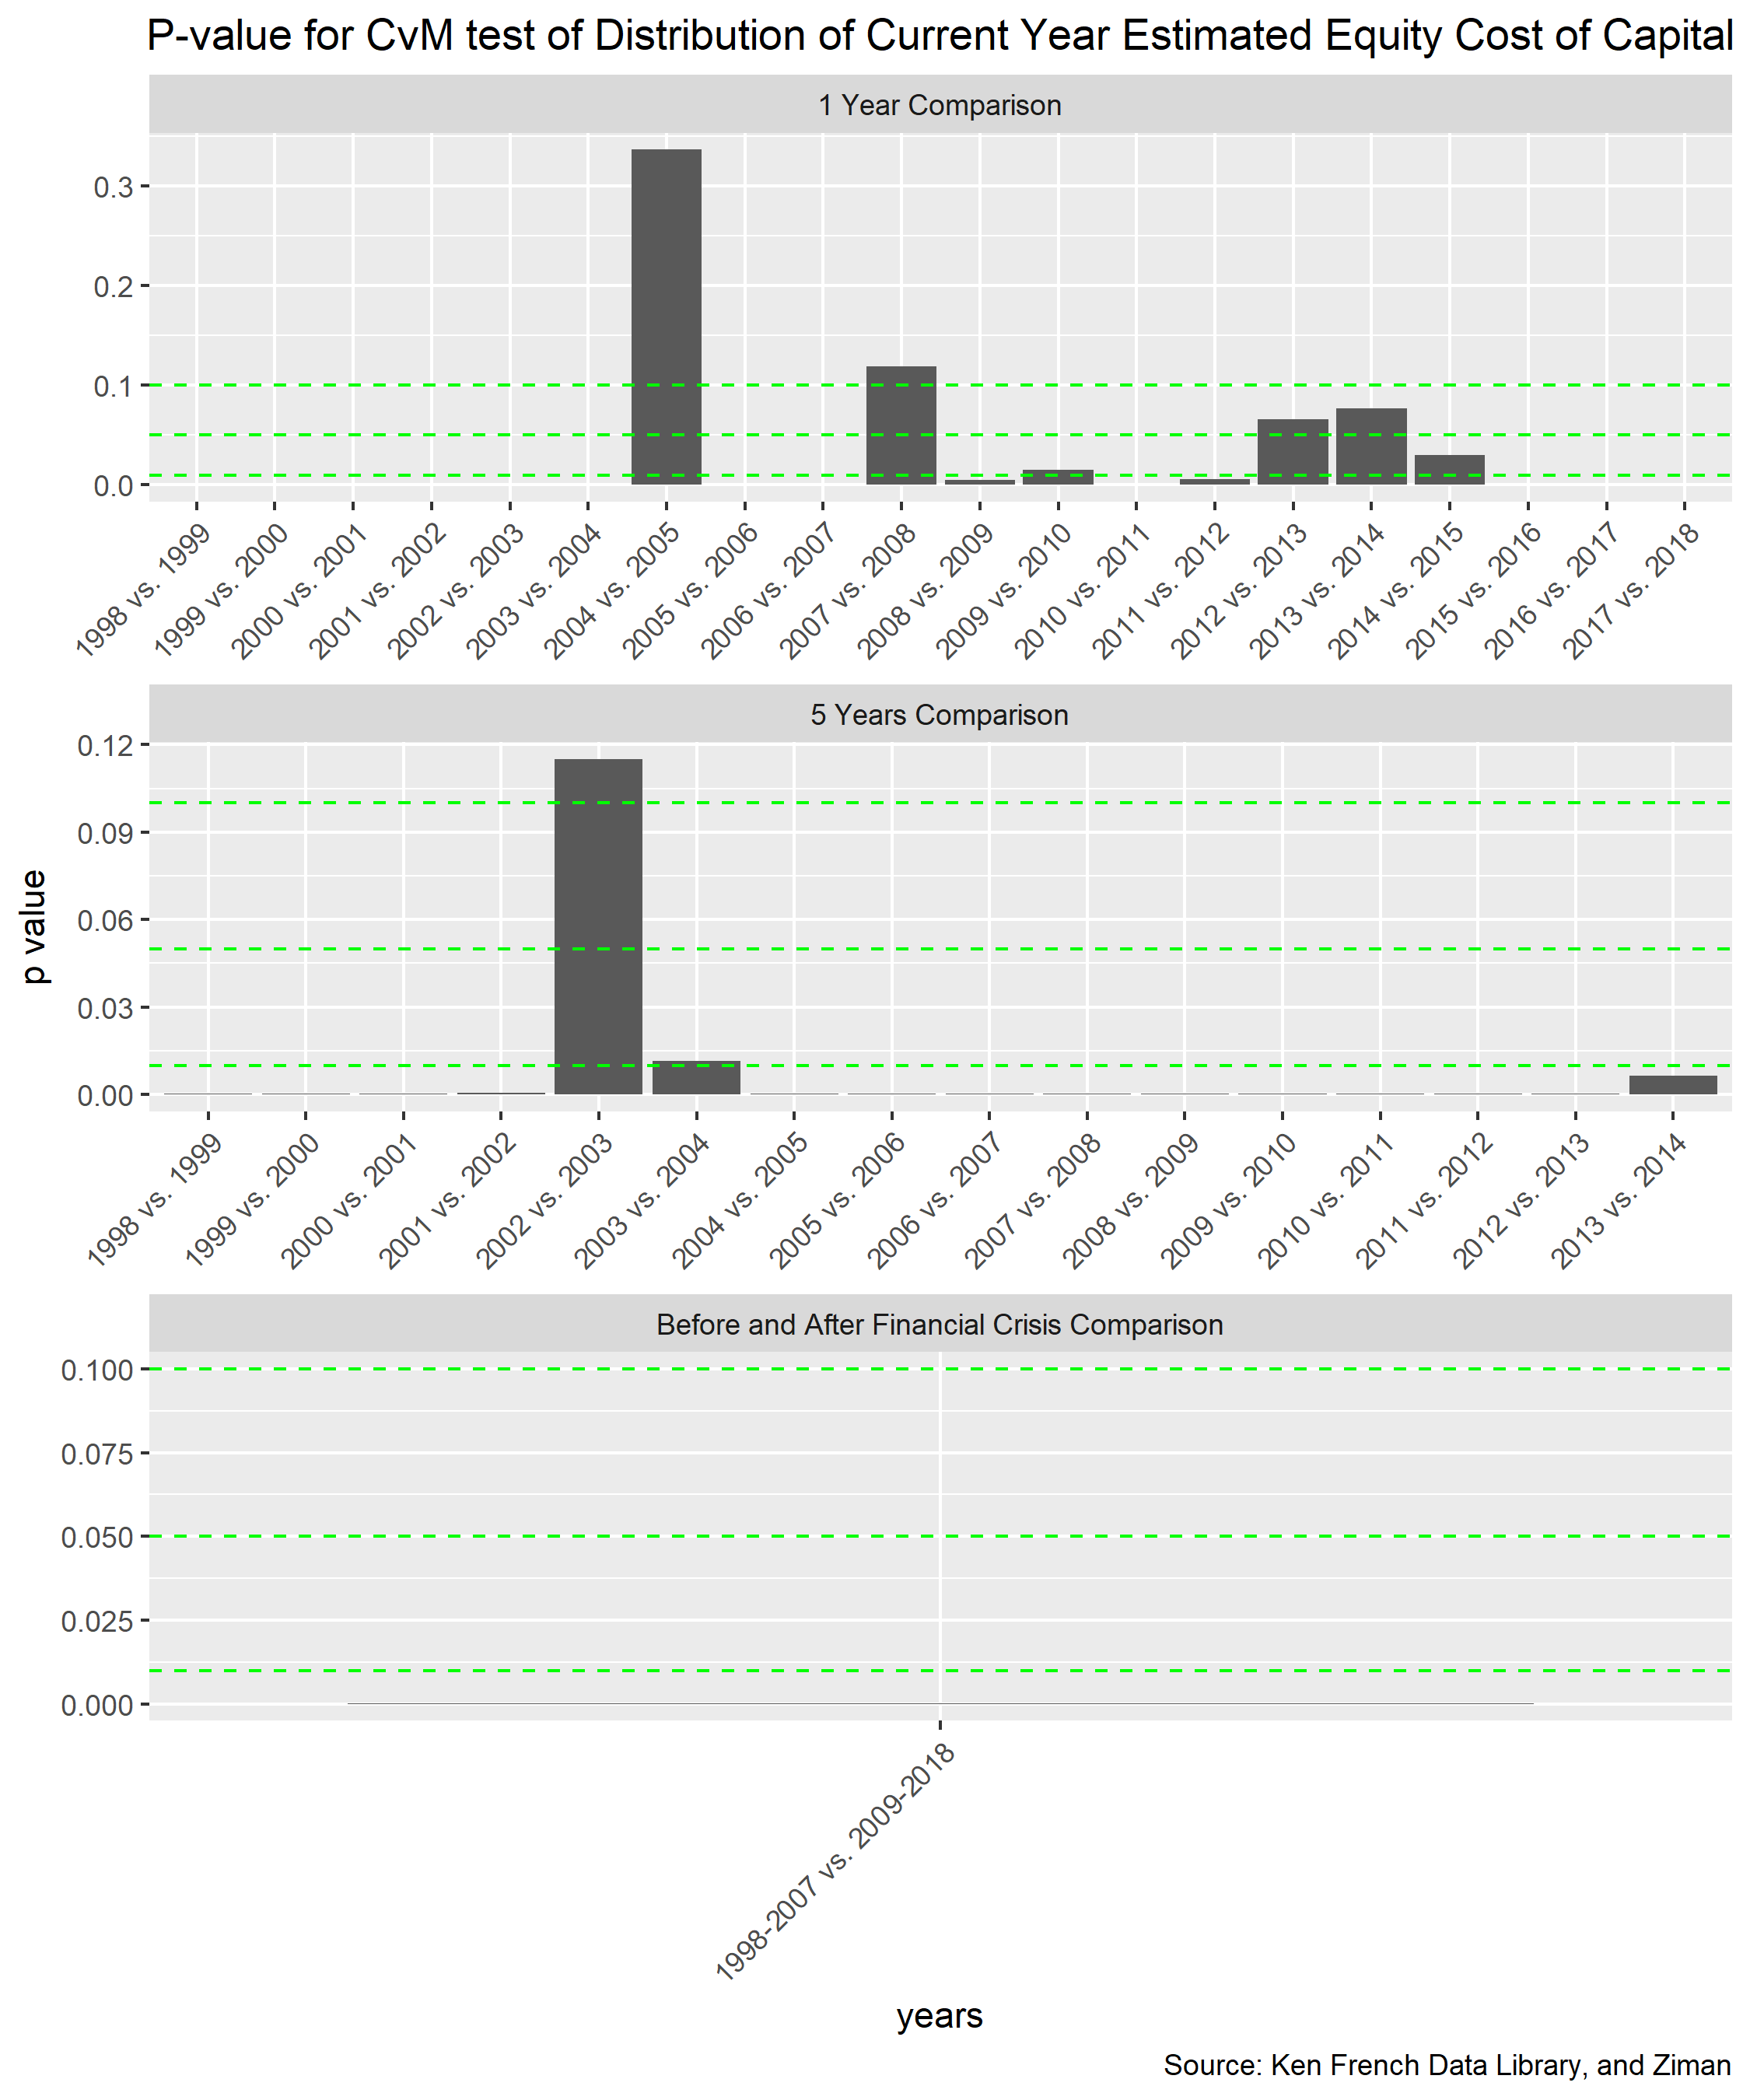 P-value for CvM test of Distribution of Current Year Estimated Equity Cost of Capital
1 Year Comparison
0.3
0.2
0.1
0.0
1998 vs. 1999
1999 vs. 2000
2000 vs. 2001
2001 vs. 2002
2002 vs. 2003
2003 vs. 2004
2004 vs. 2005
2005 vs. 2006
2006 vs. 2007
2007 vs. 2008
2008 vs. 2009
2009 vs. 2010
2010 vs. 2011
2011 vs. 2012
2012 vs. 2013
2013 vs. 2014
2014 vs. 2015
2015 vs. 2016
2016 vs. 2017
2017 vs. 2018
5 Years Comparison
p value
0.12
0.09
0.06
0.03
0.00
1998 vs. 1999
1999 vs. 2000
2000 vs. 2001
2001 vs. 2002
2002 vs. 2003
2003 vs. 2004
2004 vs. 2005
2005 vs. 2006
2006 vs. 2007
2007 vs. 2008
2008 vs. 2009
2009 vs. 2010
2010 vs. 2011
2011 vs. 2012
2012 vs. 2013
2013 vs. 2014
Before and After Financial Crisis Comparison
0.100
0.075
0.050
0.025
0.000
1998-2007 vs. 2009-2018
years
Source: Ken French Data Library, and Ziman